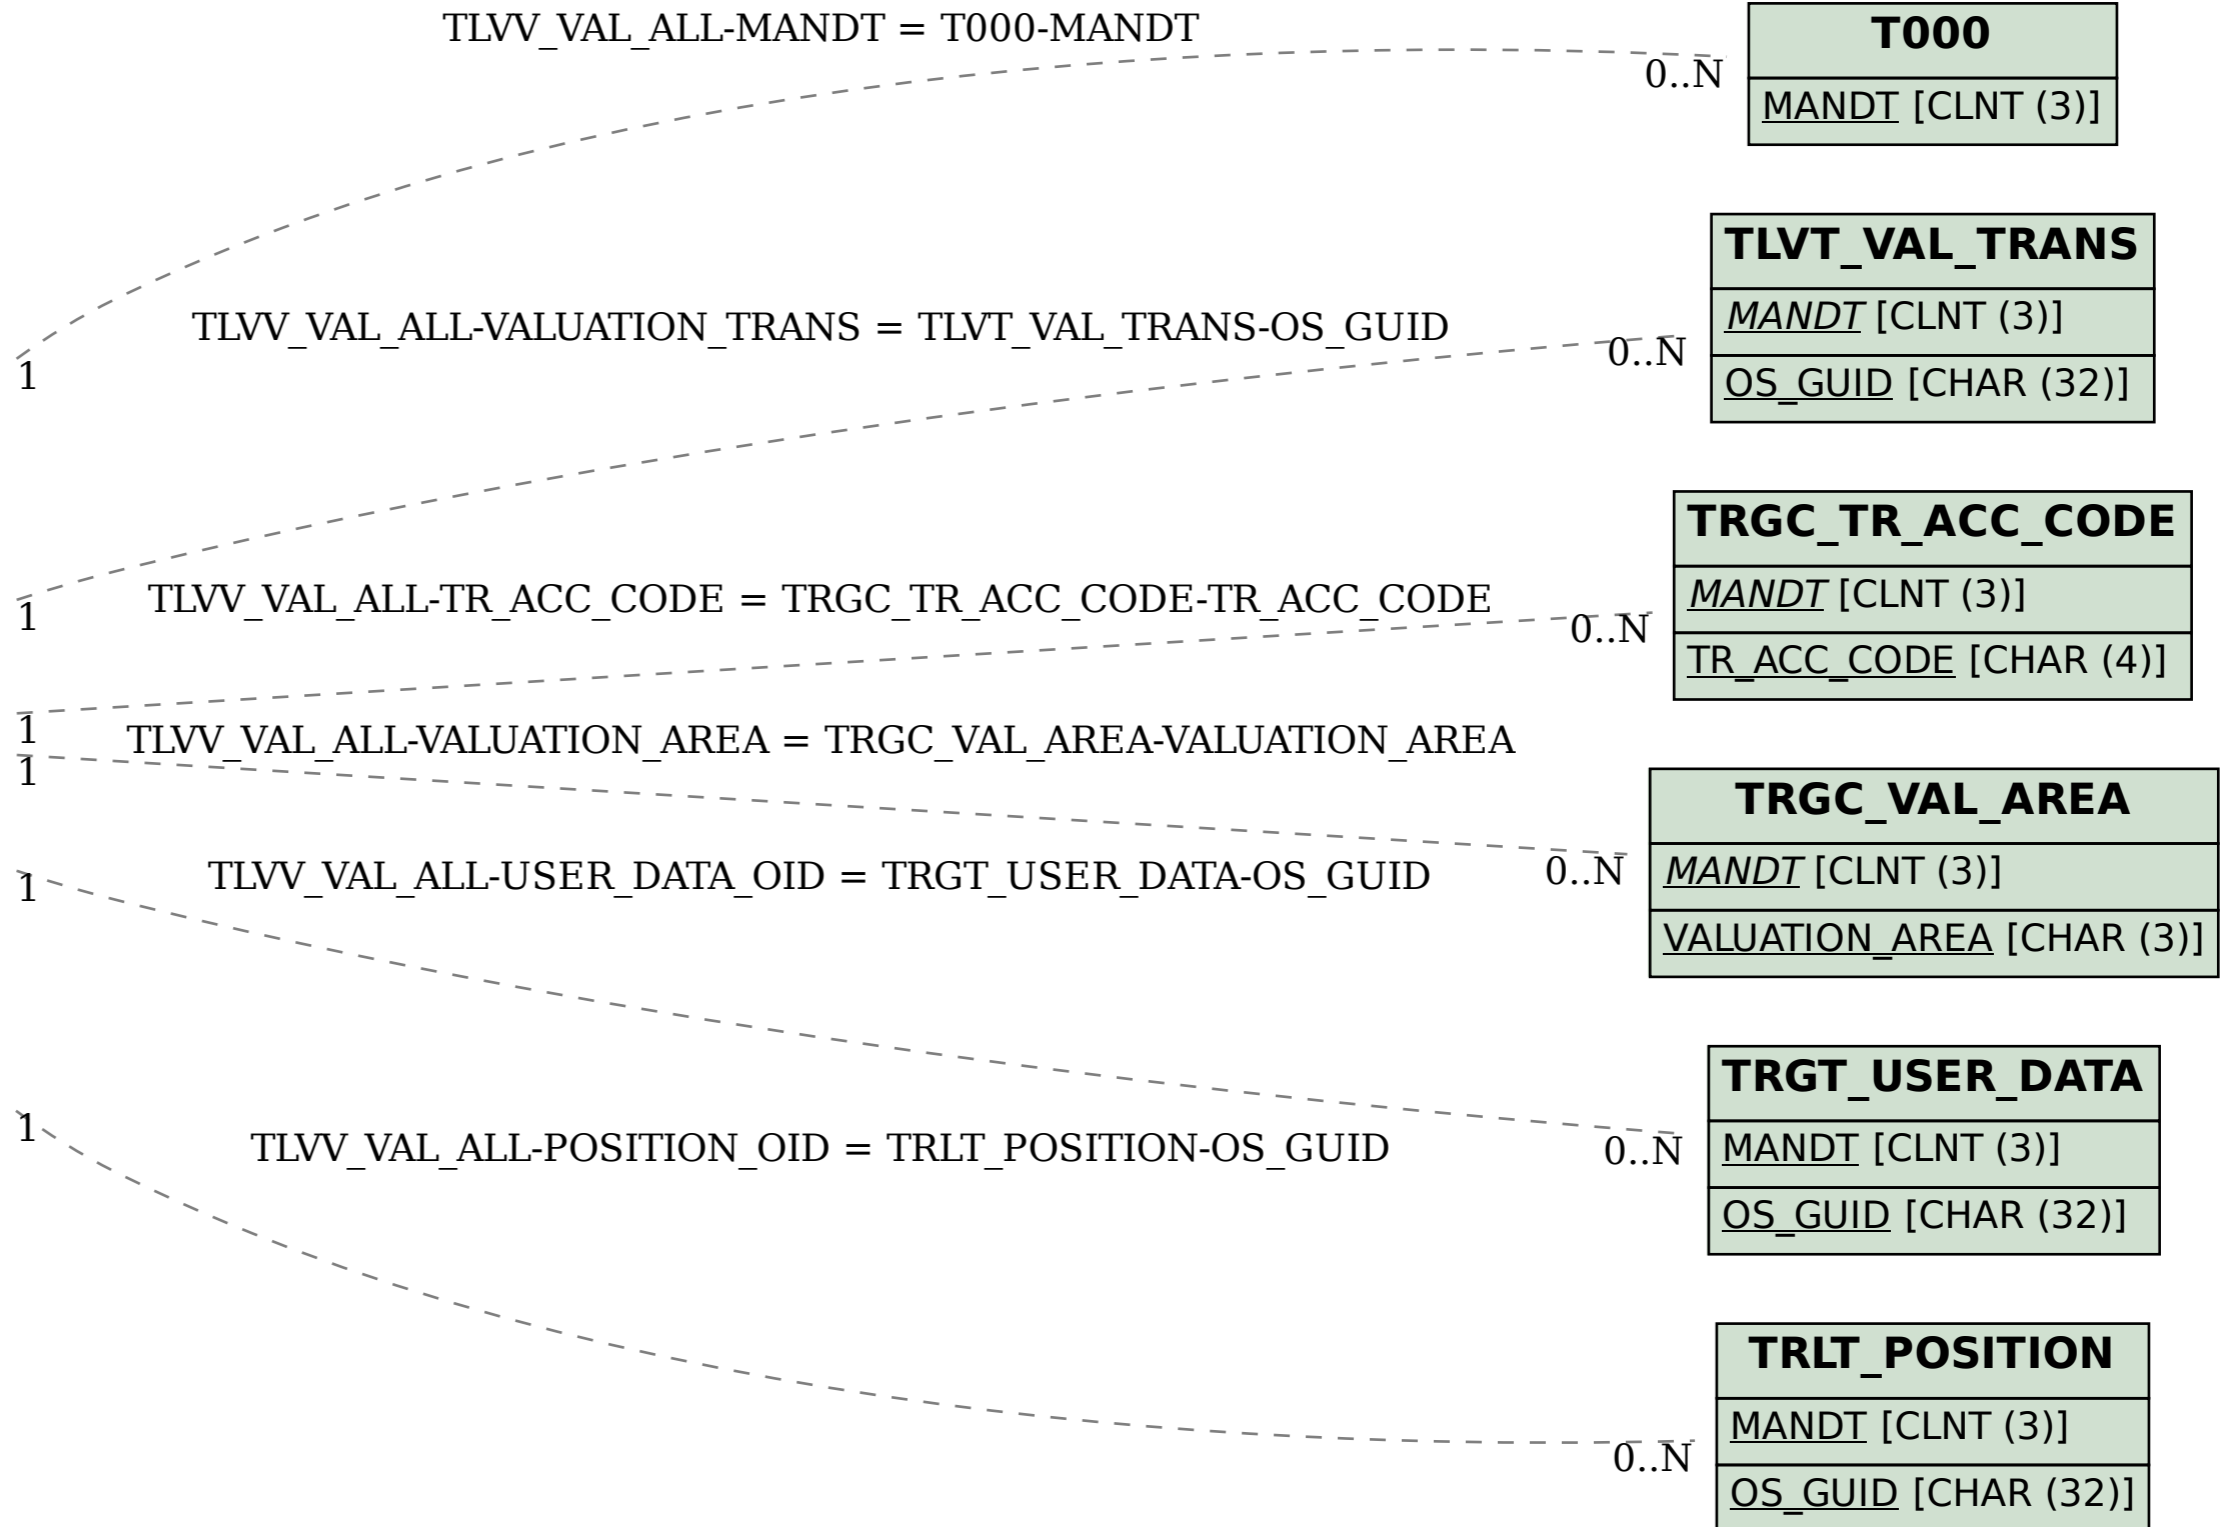 TLVV_VAL_ALL-MANDT = T000-MANDT
0..N
1
T000
MANDT [CLNT (3)]
TLVV_VAL_ALL-VALUATION_TRANS = TLVT_VAL_TRANS-OS_GUID
0..N
1
TLVT_VAL_TRANS
MANDT [CLNT (3)]
OS_GUID [CHAR (32)]
TLVV_VAL_ALL-TR_ACC_CODE = TRGC_TR_ACC_CODE-TR_ACC_CODE
0..N
1
TRGC_TR_ACC_CODE
MANDT [CLNT (3)]
TR_ACC_CODE [CHAR (4)]
TLVV_VAL_ALL-VALUATION_AREA = TRGC_VAL_AREA-VALUATION_AREA
1
0..N
TRGC_VAL_AREA
MANDT [CLNT (3)]
VALUATION_AREA [CHAR (3)]
TLVV_VAL_ALL-USER_DATA_OID = TRGT_USER_DATA-OS_GUID
1
0..N
TRGT_USER_DATA
MANDT [CLNT (3)]
OS_GUID [CHAR (32)]
TLVV_VAL_ALL-POSITION_OID = TRLT_POSITION-OS_GUID
1
0..N
TRLT_POSITION
MANDT [CLNT (3)]
OS_GUID [CHAR (32)]